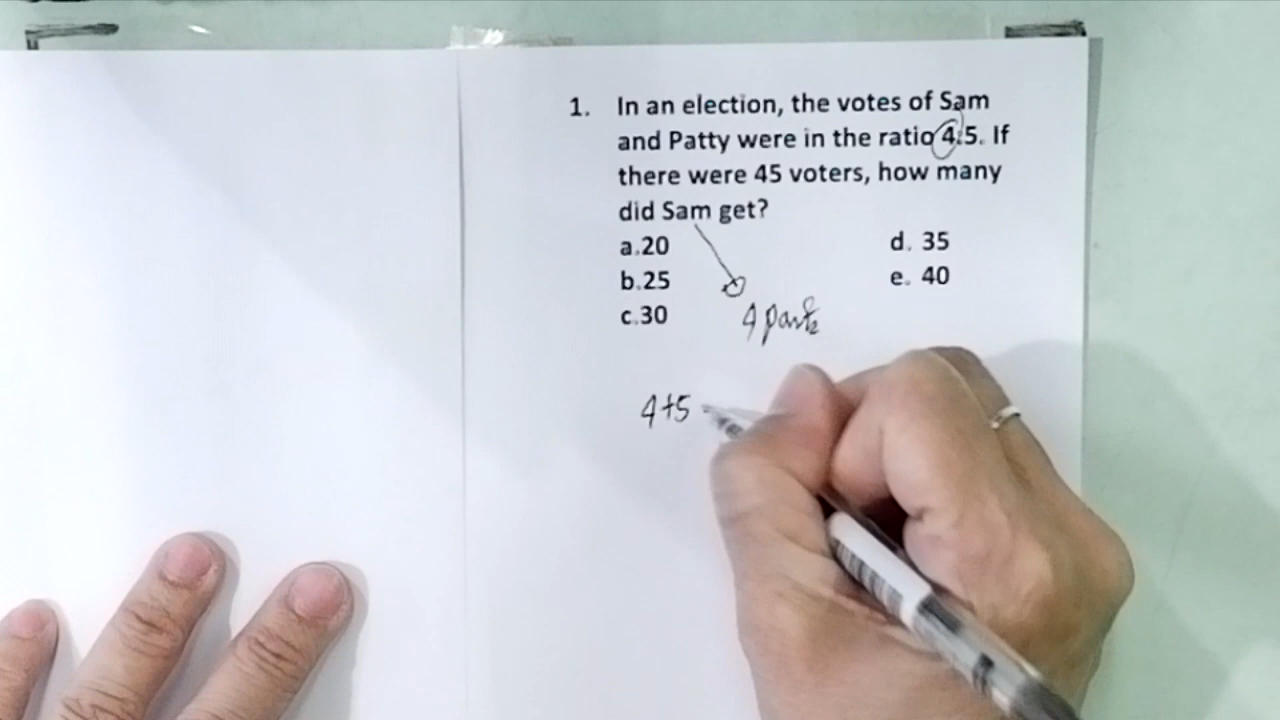 1. In an election, the votes of Sam
and Patty were in the ratio 4:5. If
there were 45 voters, how many
did Sam get?
a.20
d. 35
b.25
e. 40
c.30
4 parts
4+5